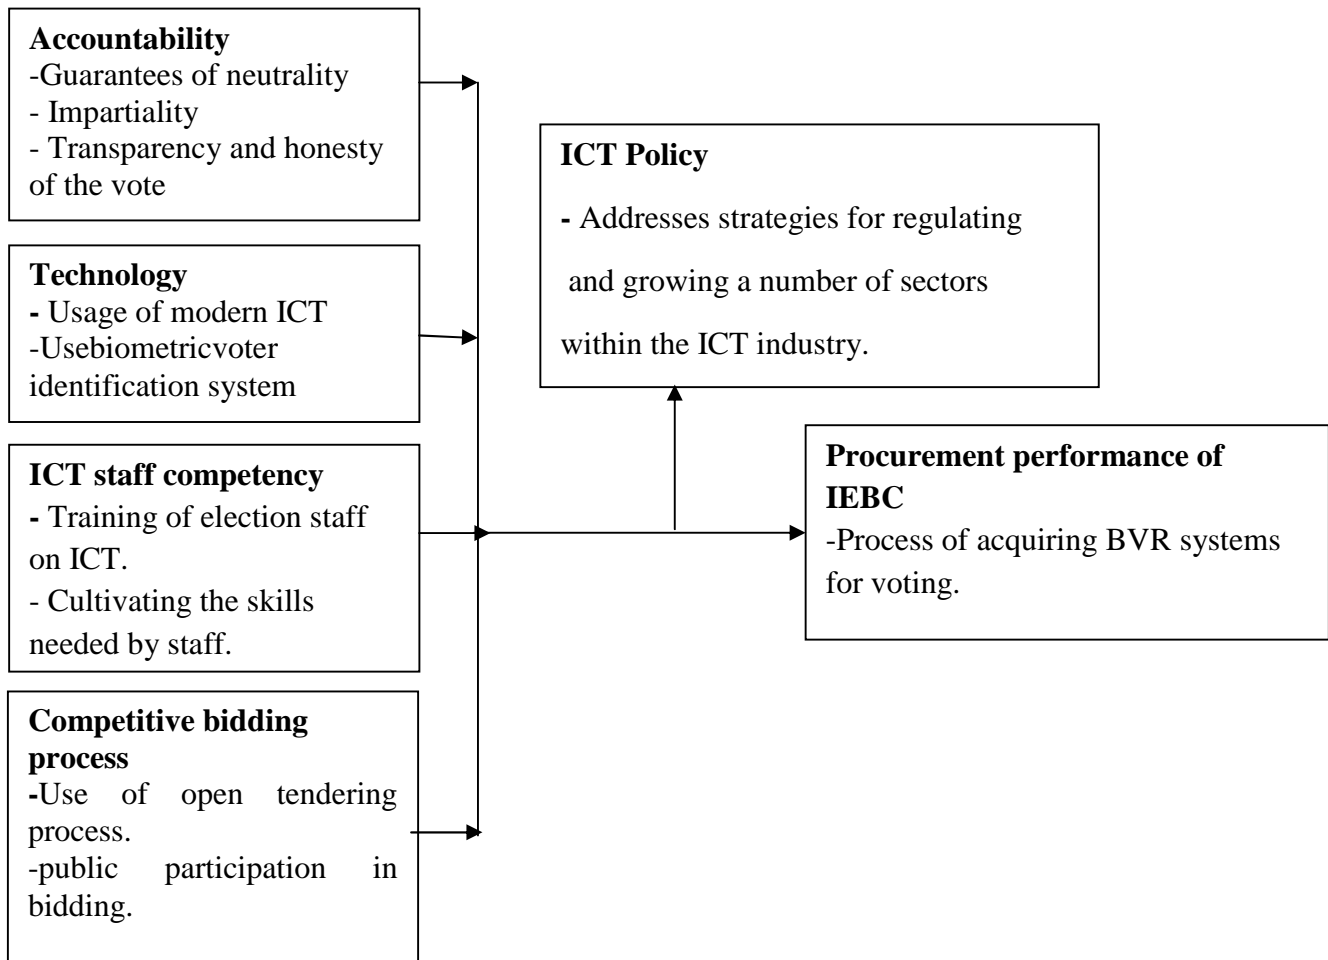 Accountability
-Guarantees of neutrality
- Impartiality
- Transparency and honesty
of the vote
Technology
- Usage of modern ICT
-Usebiometricvoter
identification system
ICT staff competency
- Training of election staff
on ICT.
- Cultivating the skills
needed by staff.
Competitive bidding
process
-Use of open tendering
process.
-public participation in
bidding.
ICT Policy
- Addresses strategies for regulating
and growing a number of sectors
within the ICT industry.
Procurement performance of
IEBC
-Process of acquiring BVR systems
for voting.